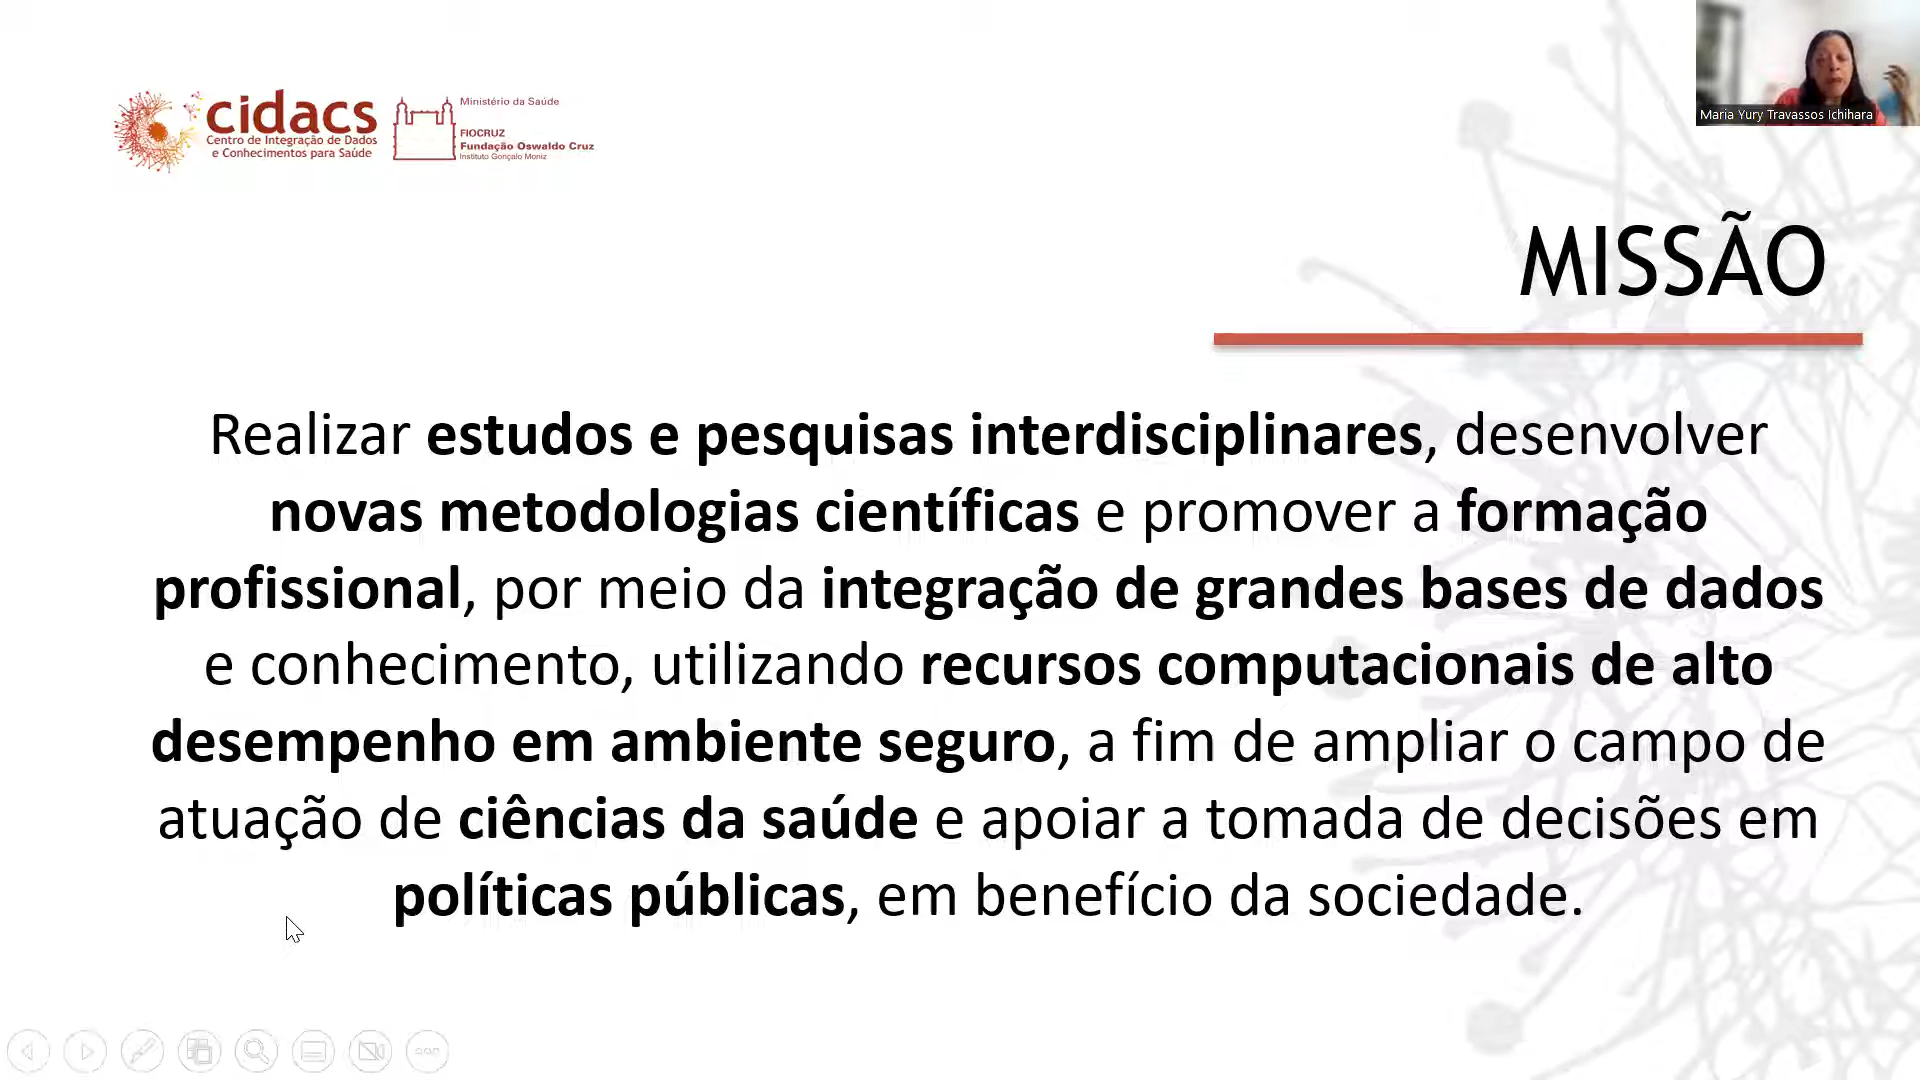 Maria Yury Travassos Ichihara
cidacs
Centro de Integração de Dados
e Conhecimentos para Saúde
Ministério da Saúde
FIOCRUZ
Fundação Oswaldo Cruz
Instituto Gonçalo Moniz
MISSÃO
Realizar estudos e pesquisas interdisciplinares, desenvolver
novas metodologias científicas e promover a formação
profissional, por meio da integração de grandes bases de dados
e conhecimento, utilizando recursos computacionais de alto
desempenho em ambiente seguro, a fim de ampliar o campo de
atuação de ciências da saúde e apoiar a tomada de decisões em
políticas públicas, em benefício da sociedade.